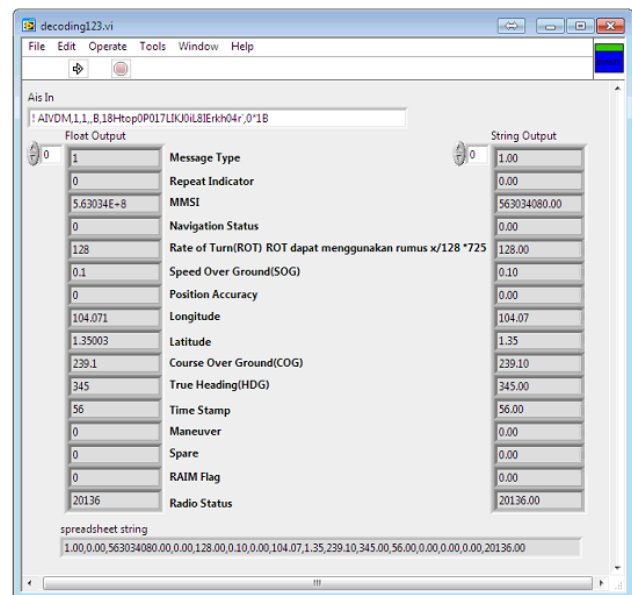 decoding123.vi
File Edit Operate Tools Window Help
Ais In
! AIVDM,1,1,,B,18Htop0P017LIKJ0iL8IErkh04r`,0*1B
Float Output String Output
0 1 Message Type 0 1.00
0 Repeat Indicator 0.00
5.63034E+8 MMSI 563034080.00
0 Navigation Status 0.00
128 Rate of Turn(ROT) ROT dapat menggunakan rumus x/128 *725 128.00
0.1 Speed Over Ground(SOG) 0.10
0 Position Accuracy 0.00
104.071 Longitude 104.07
1.35003 Latitude 1.35
239.1 Course Over Ground(COG) 239.10
345 True Heading(HDG) 345.00
56 Time Stamp 56.00
0 Maneuver 0.00
0 Spare 0.00
0 RAIM Flag 0.00
20136 Radio Status 20136.00
spreadsheet string
1.00,0.00,563034080.00,0.00,128.00,0.10,0.00,104.07,1.35,239.10,345.00,56.00,0.00,0.00,0.00,20136.00